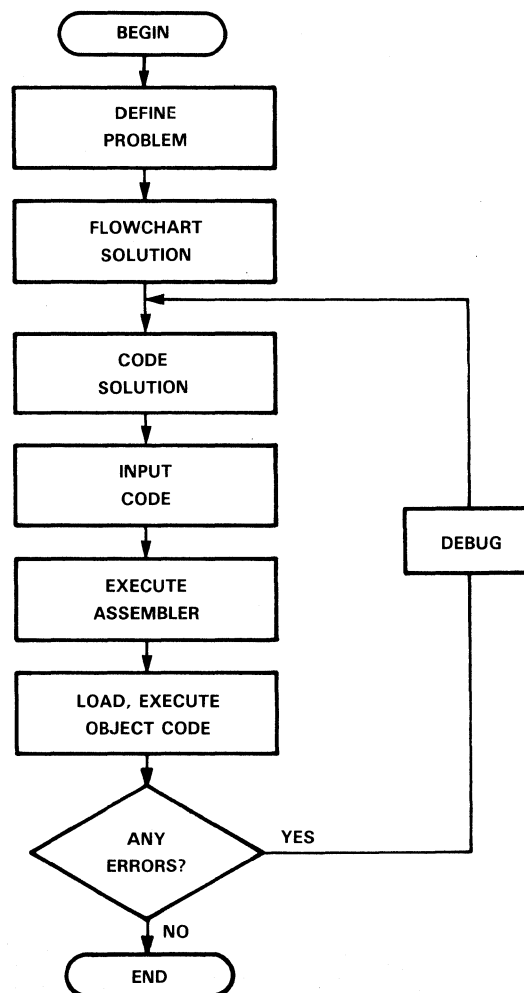 BEGIN
DEFINE
PROBLEM
FLOWCHART
SOLUTION
CODE
SOLUTION
INPUT
CODE
DEBUG
EXECUTE
ASSEMBLER
LOAD, EXECUTE
OBJECT CODE
ANY
ERRORS?
YES
NO
END